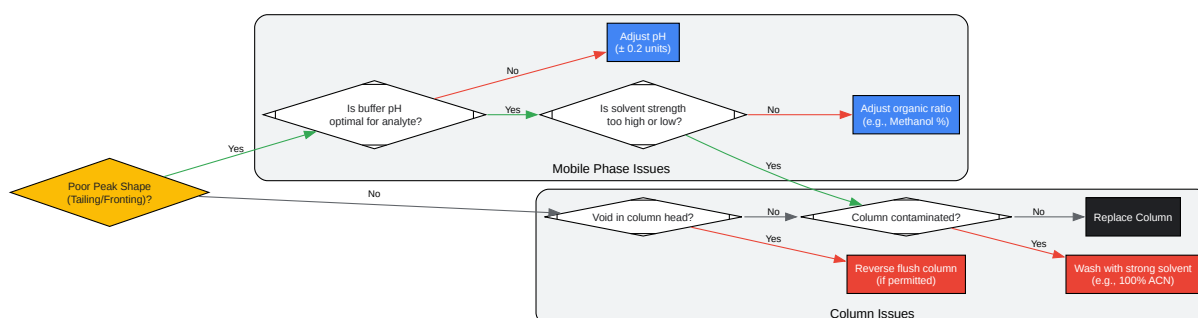 Adjust pH
(± 0.2 units)
No
Is buffer pH
optimal for analyte?
Yes
Is solvent strength
too high or low?
No
Adjust organic ratio
(e.g., Methanol %)
Yes
Mobile Phase Issues
Yes
Poor Peak Shape
(Tailing/Fronting)?
No
Void in column head?
No
Column contaminated?
No
Replace Column
Yes
Yes
Reverse flush column
(if permitted)
Wash with strong solvent
(e.g., 100% ACN)
Column Issues